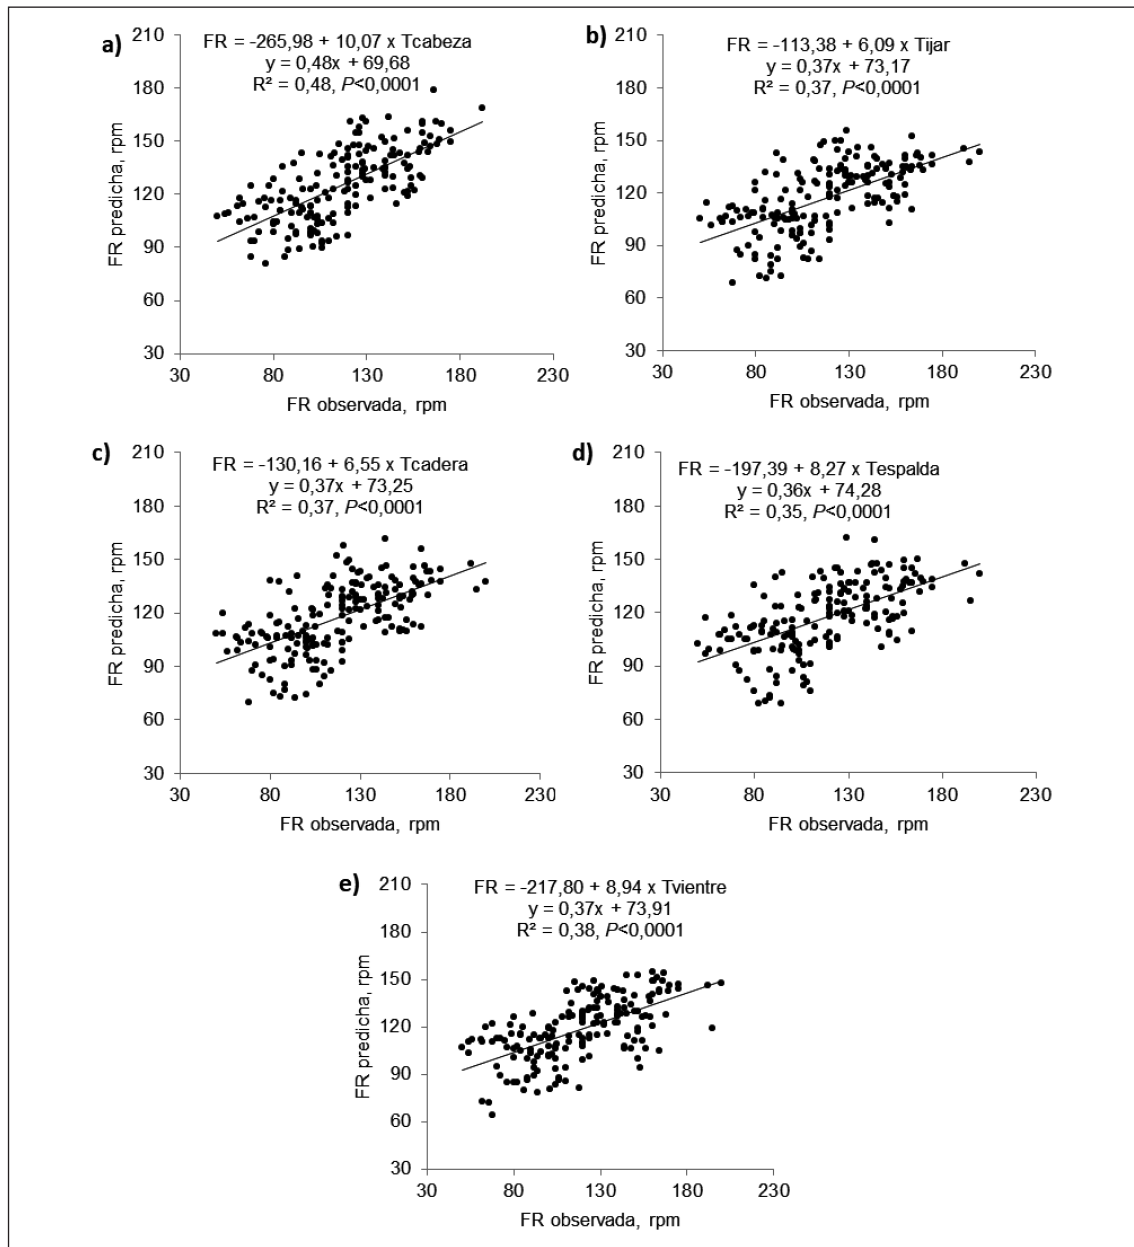 a)
FR = -265,98 + 10,07 x Tcabeza
y = 0,48x + 69,68
R² = 0,48, P<0,0001
FR predicha, rpm
210
180
150
120
90
60
30
30 80 130 180 230
FR observada, rpm
b)
FR = -113,38 + 6,09 x Tijar
y = 0,37x + 73,17
R² = 0,37, P<0,0001
FR predicha, rpm
210
180
150
120
90
60
30
30 80 130 180 230
FR observada, rpm
c)
FR = -130,16 + 6,55 x Tcadera
y = 0,37x + 73,25
R² = 0,37, P<0,0001
FR predicha, rpm
210
180
150
120
90
60
30
30 80 130 180 230
FR observada, rpm
d)
FR = -197,39 + 8,27 x Tespalda
y = 0,36x + 74,28
R² = 0,35, P<0,0001
FR predicha, rpm
210
180
150
120
90
60
30
30 80 130 180 230
FR observada, rpm
e)
FR = -217,80 + 8,94 x Tvientre
y = 0,37x + 73,91
R² = 0,38, P<0,0001
FR predicha, rpm
210
180
150
120
90
60
30
30 80 130 180 230
FR observada, rpm